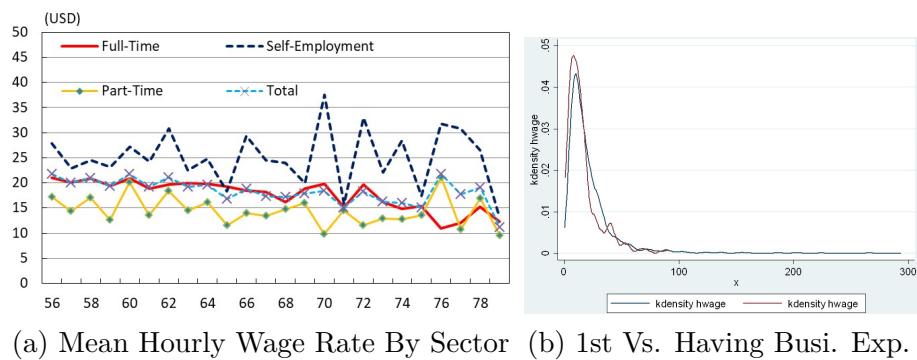 (USD)
50
45
40
35
30
25
20
15
10
5
0
Full-Time
Self-Employment
Part-Time
Total
56 58 60 62 64 66 68 70 72 74 76 78
kdensity hwage
.05
.04
.03
.02
.01
0
0 100 200 300
x
kdensity hwage kdensity hwage
(a) Mean Hourly Wage Rate By Sector (b) 1st Vs. Having Busi. Exp.